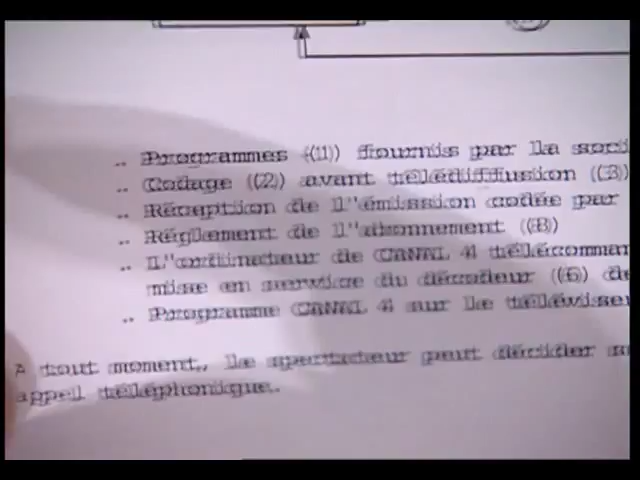 .. Programmes (1) fournis par la soci
.. Codage (2) avant télédiffusion (3)
.. Réception de l'émission codée par
.. Réglement de l'abonnement (8)
.. L'ordinateur de CANAL 4 télécomman
mise en service du décodeur (6) de
.. Programme CANAL 4 sur le télévise
A tout moment, le spectateur peut décider
appel téléphonique.